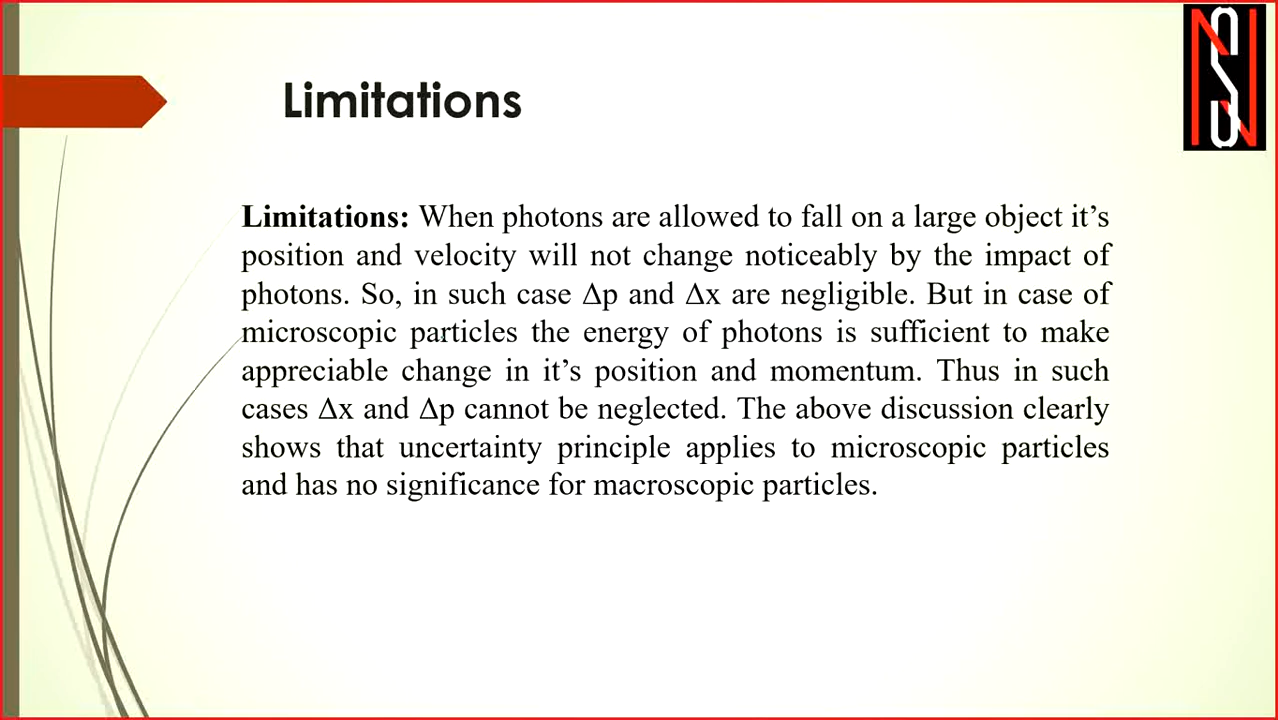 Limitations
Limitations: When photons are allowed to fall on a large object it’s
position and velocity will not change noticeably by the impact of
photons. So, in such case Δp and Δx are negligible. But in case of
microscopic particles the energy of photons is sufficient to make
appreciable change in it’s position and momentum. Thus in such
cases Δx and Δp cannot be neglected. The above discussion clearly
shows that uncertainty principle applies to microscopic particles
and has no significance for macroscopic particles.